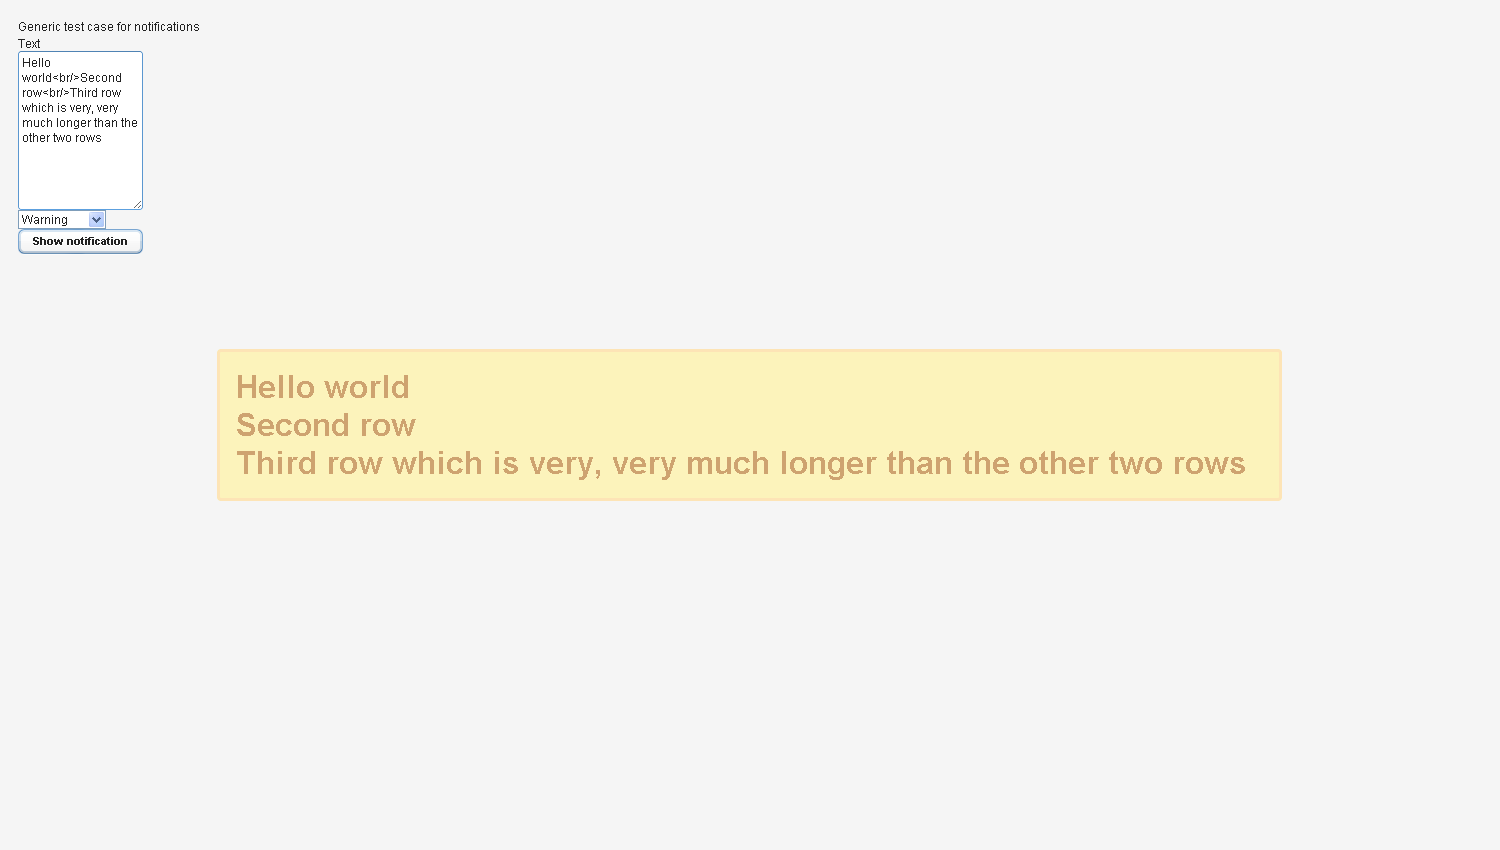 Generic test case for notifications
Text
Hello
world<br/>Second
row<br/>Third row
which is very, very
much longer than the
other two rows
Warning
Show notification
Hello world
Second row
Third row which is very, very much longer than the other two rows